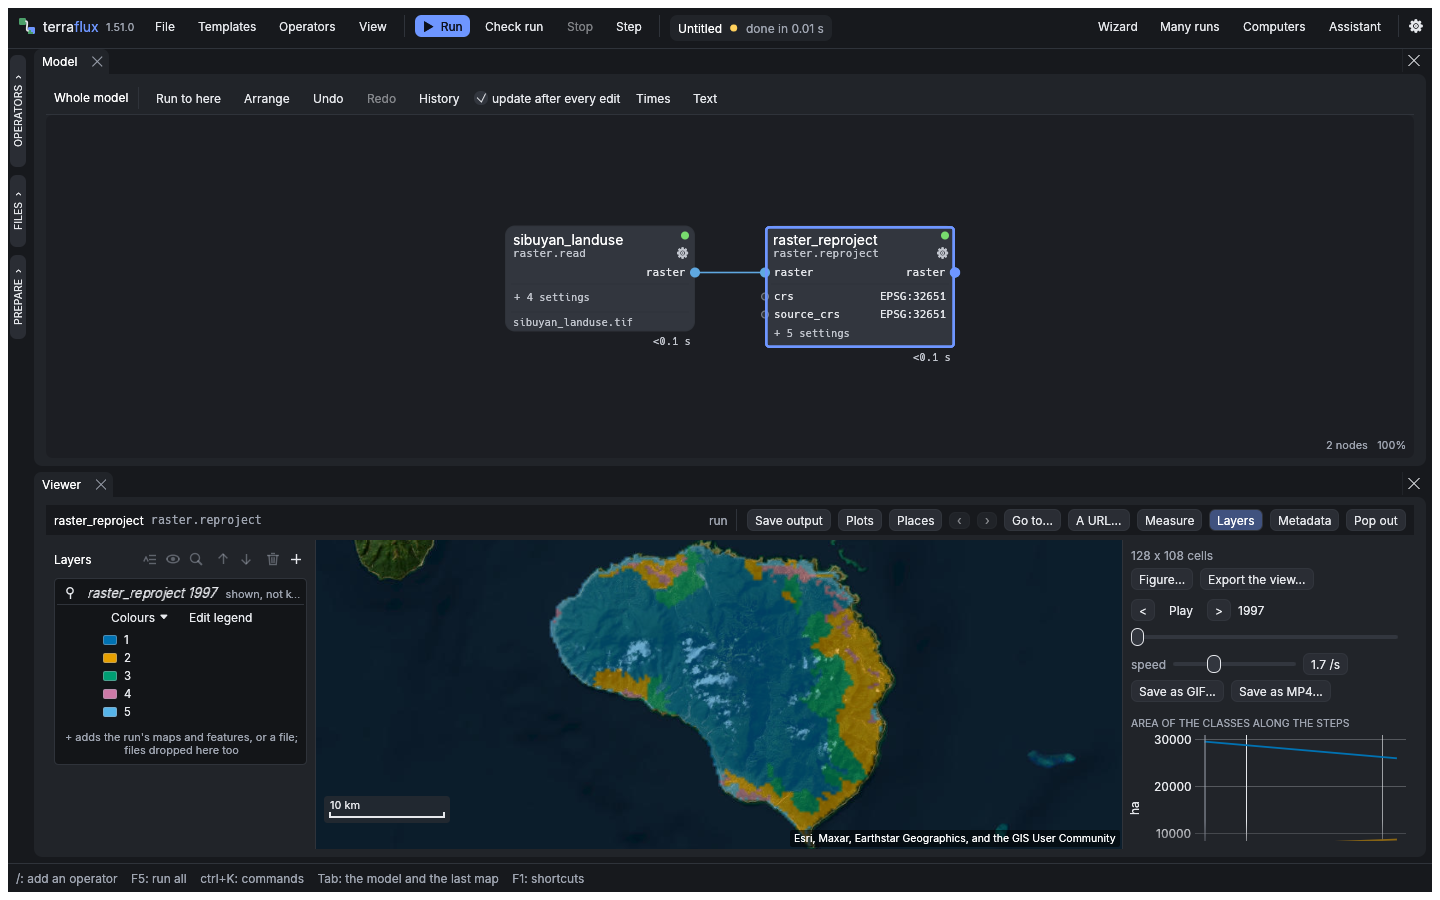 terraflux 1.51.0 File Templates Operators View Run Check run Stop Step Untitled done in 0.01 s Wizard Many runs Computers Assistant
Model
OPERATORS
FILES
PREPARE
Whole model Run to here Arrange Undo Redo History update after every edit Times Text
sibuyan_landuse
raster.read
raster
+ 4 settings
sibuyan_landuse.tif
<0.1 s
raster_reproject
raster.reproject
raster raster
crs EPSG:32651
source_crs EPSG:32651
+ 5 settings
<0.1 s
2 nodes 100%
Viewer
raster_reproject raster.reproject run Save output Plots Places ‹ › Go to... A URL... Measure Layers Metadata Pop out
Layers
raster_reproject 1997 shown, not k...
Colours Edit legend
1
2
3
4
5
+ adds the run's maps and features, or a file;
files dropped here too
10 km
Esri, Maxar, Earthstar Geographics, and the GIS User Community
128 x 108 cells
Figure... Export the view...
< Play > 1997
speed 1.7 /s
Save as GIF... Save as MP4...
AREA OF THE CLASSES ALONG THE STEPS
30000
20000
ha
10000
/: add an operator F5: run all ctrl+K: commands Tab: the model and the last map F1: shortcuts